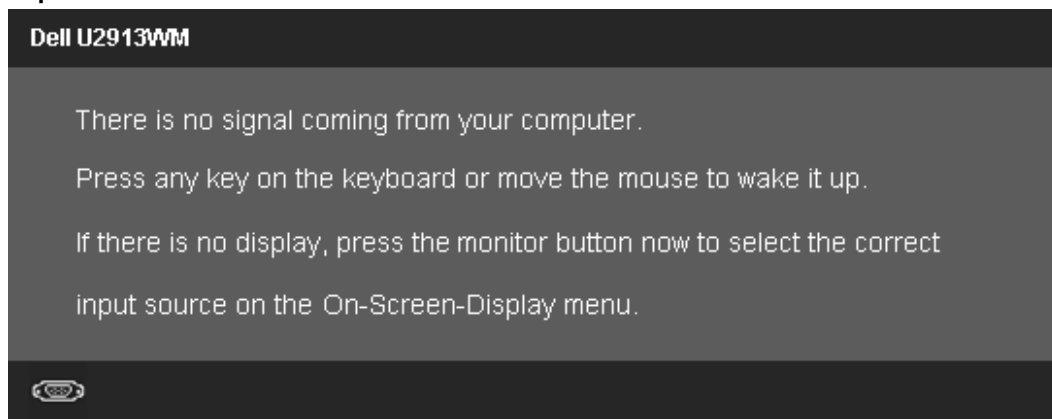 Dell U2913WM
There is no signal coming from your computer.
Press any key on the keyboard or move the mouse to wake it up.
If there is no display, press the monitor button now to select the correct
input source on the On-Screen-Display menu.